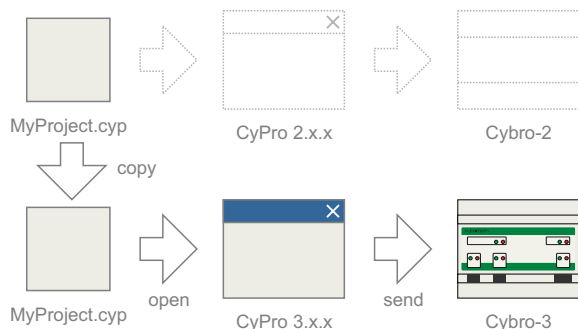 MyProject.cyp
CyPro 2.x.x
Cybro-2
copy
MyProject.cyp
open
CyPro 3.x.x
send
Cybro-3